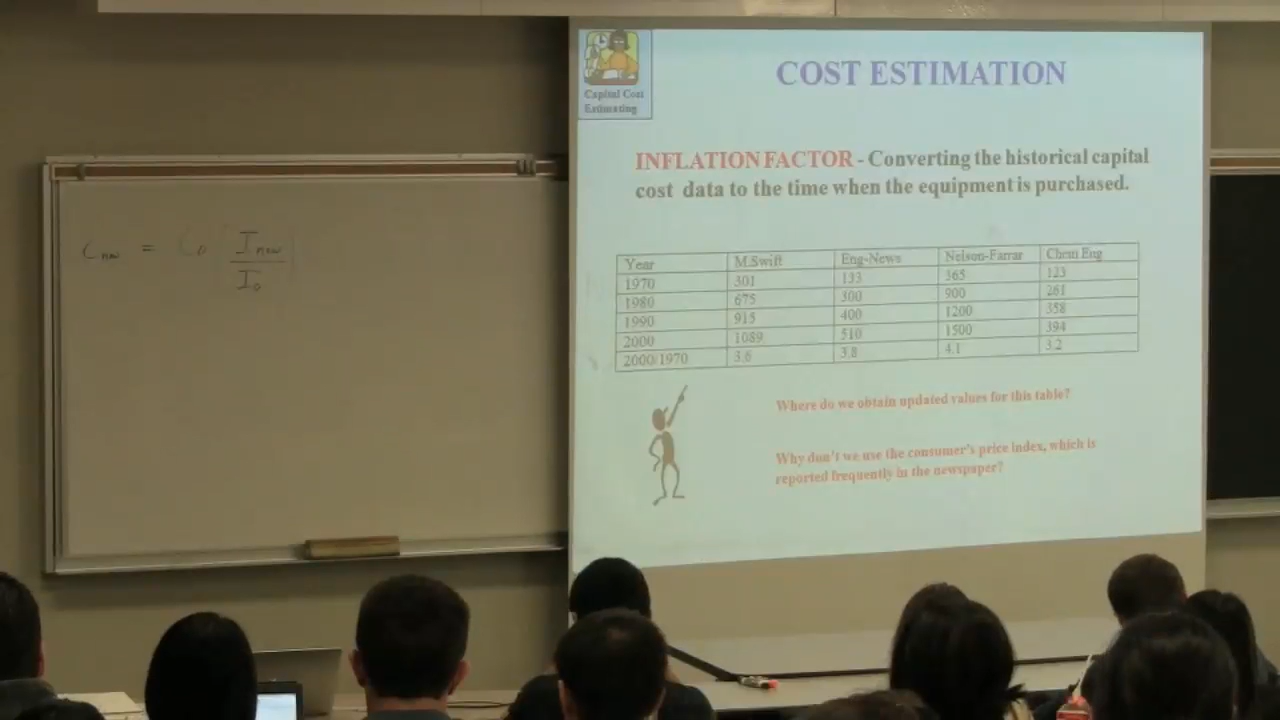 Capital Cost
Estimating
COST ESTIMATION
INFLATION FACTOR - Converting the historical capital
cost data to the time when the equipment is purchased.
Year M.Swift Eng-News Nelson-Farrar Chem Eng
1970 301 133 365 123
1980 675 300 900 261
1990 915 400 1200 358
2000 1089 510 1500 394
2000/1970 3.6 3.8 4.1 3.2
Where do we obtain updated values for this table?
Why don't we use the consumer's price index, which is
reported frequently in the newspaper?
C_now = C_0 (I_now / I_0)